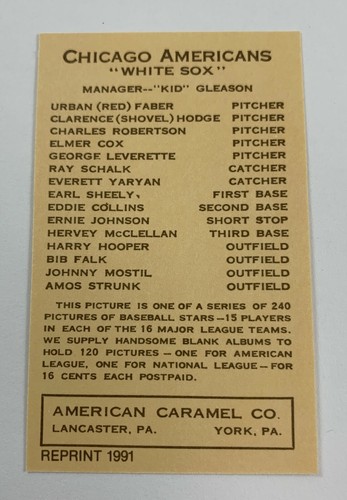 CHICAGO AMERICANS
"WHITE SOX"
MANAGER--"KID" GLEASON
URBAN (RED) FABER PITCHER
CLARENCE (SHOVEL) HODGE PITCHER
CHARLES ROBERTSON PITCHER
ELMER COX PITCHER
GEORGE LEVERETTE PITCHER
RAY SCHALK CATCHER
EVERETT YARYAN CATCHER
EARL SHEELY, FIRST BASE
EDDIE COLLINS SECOND BASE
ERNIE JOHNSON SHORT STOP
HERVEY McCLELLAN THIRD BASE
HARRY HOOPER OUTFIELD
BIB FALK OUTFIELD
JOHNNY MOSTIL OUTFIELD
AMOS STRUNK OUTFIELD
THIS PICTURE IS ONE OF A SERIES OF 240
PICTURES OF BASEBALL STARS--15 PLAYERS
IN EACH OF THE 16 MAJOR LEAGUE TEAMS.
WE SUPPLY HANDSOME BLANK ALBUMS TO
HOLD 120 PICTURES -- ONE FOR AMERICAN
LEAGUE, ONE FOR NATIONAL LEAGUE--FOR
16 CENTS EACH POSTPAID.
AMERICAN CARAMEL CO.
LANCASTER, PA. YORK, PA.
REPRINT 1991